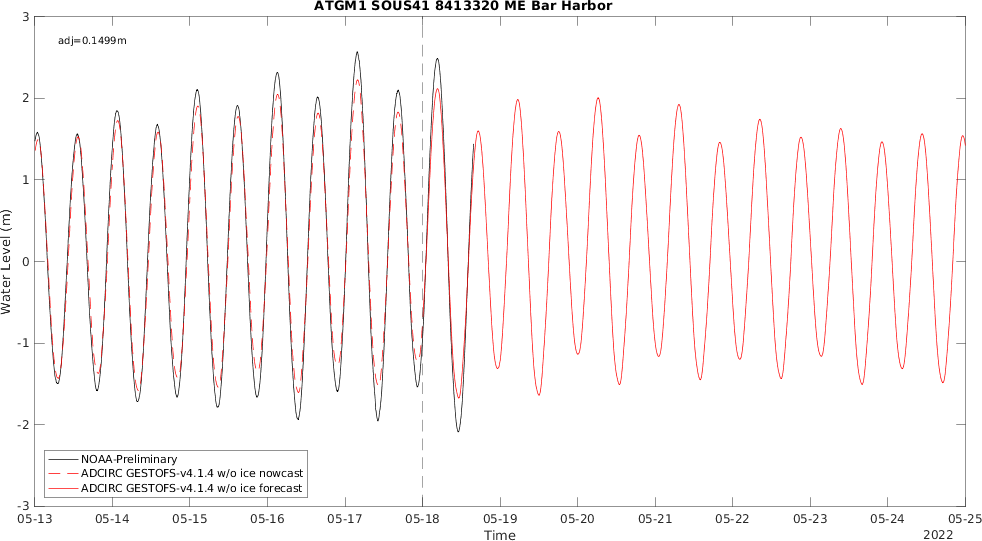 ATGM1 SOUS41 8413320 ME Bar Harbor
adj=0.1499m
3
2
1
0
-1
-2
-3
Water Level (m)
NOAA-Preliminary
ADCIRC GESTOFS-v4.1.4 w/o ice nowcast
ADCIRC GESTOFS-v4.1.4 w/o ice forecast
05-13 05-14 05-15 05-16 05-17 05-18 05-19 05-20 05-21 05-22 05-23 05-24 05-25
Time
2022